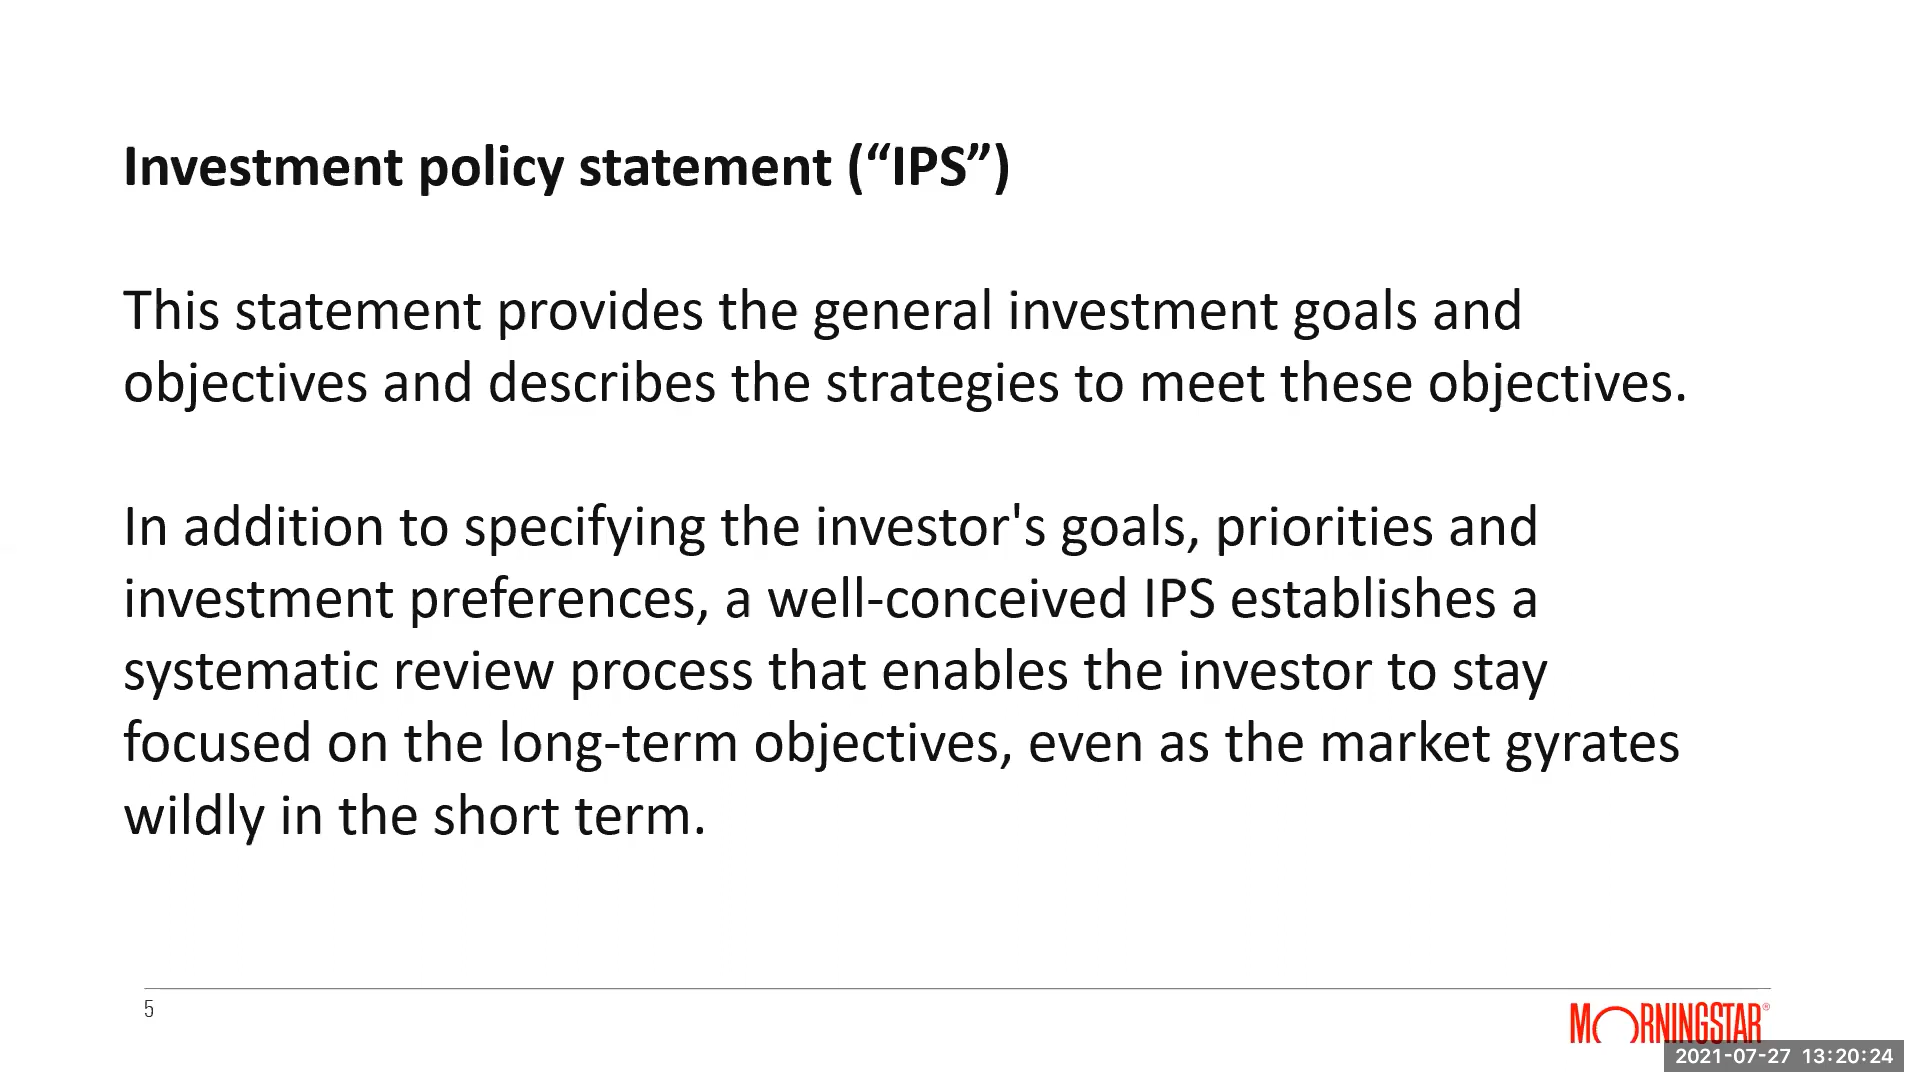 Investment policy statement (“IPS”)
This statement provides the general investment goals and
objectives and describes the strategies to meet these objectives.
In addition to specifying the investor's goals, priorities and
investment preferences, a well-conceived IPS establishes a
systematic review process that enables the investor to stay
focused on the long-term objectives, even as the market gyrates
wildly in the short term.
5
MORNINGSTAR®
2021-07-27 13:20:24